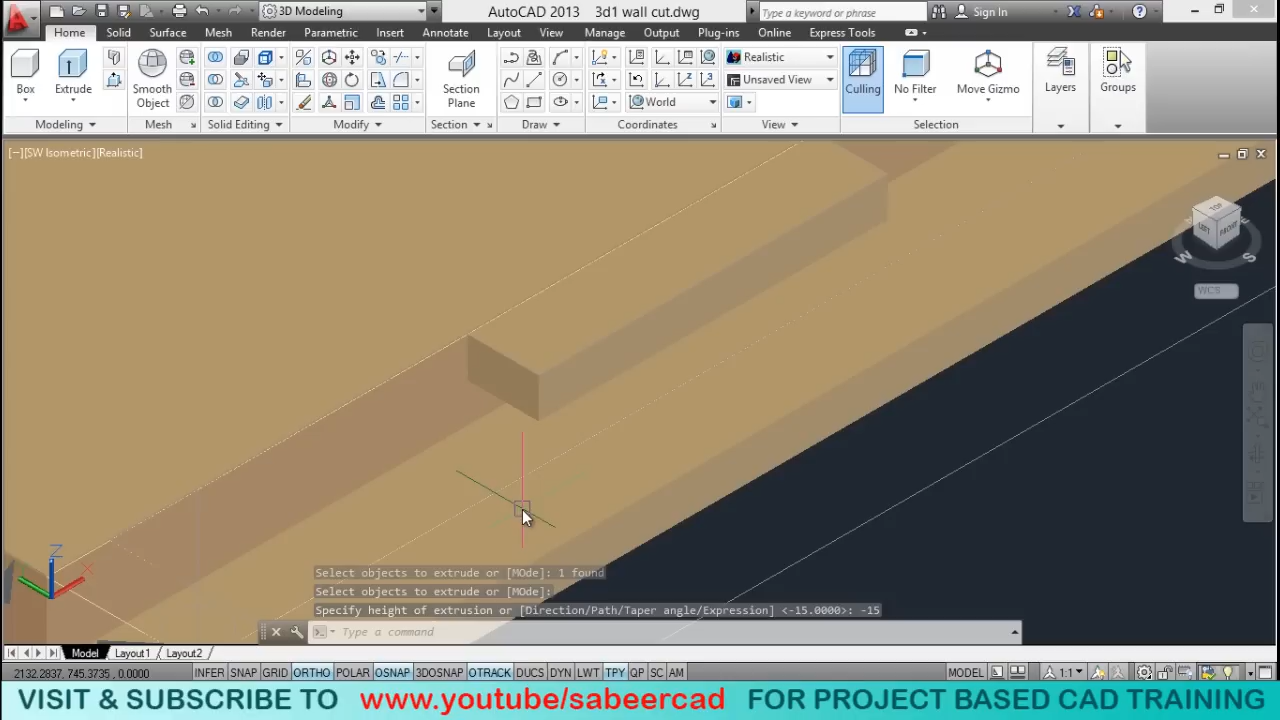 3D Modeling
AutoCAD 2013 3d1 wall cut.dwg
Type a keyword or phrase
Sign In
Home Solid Surface Mesh Render Parametric Insert Annotate Layout View Manage Output Plug-ins Online Express Tools
Box
Extrude
Smooth Object
Section Plane
Realistic
Unsaved View
World
Culling
No Filter
Move Gizmo
Layers
Groups
Modeling Mesh Solid Editing Modify Section Draw Coordinates View Selection
[−][SW Isometric][Realistic]
TOP
LEFT
FRONT
W
S
WCS
Z
X
Select objects to extrude or [MOde]: 1 found
Select objects to extrude or [MOde]:
Specify height of extrusion or [Direction/Path/Taper angle/Expression] <-15.0000>: -15
Type a command
Model Layout1 Layout2
2132.2837, 745.3735, 0.0000 INFER SNAP GRID ORTHO POLAR OSNAP 3DOSNAP OTRACK DUCS DYN LWT TPY QP SC AM MODEL 1:1
VISIT & SUBSCRIBE TO www.youtube/sabeercad FOR PROJECT BASED CAD TRAINING